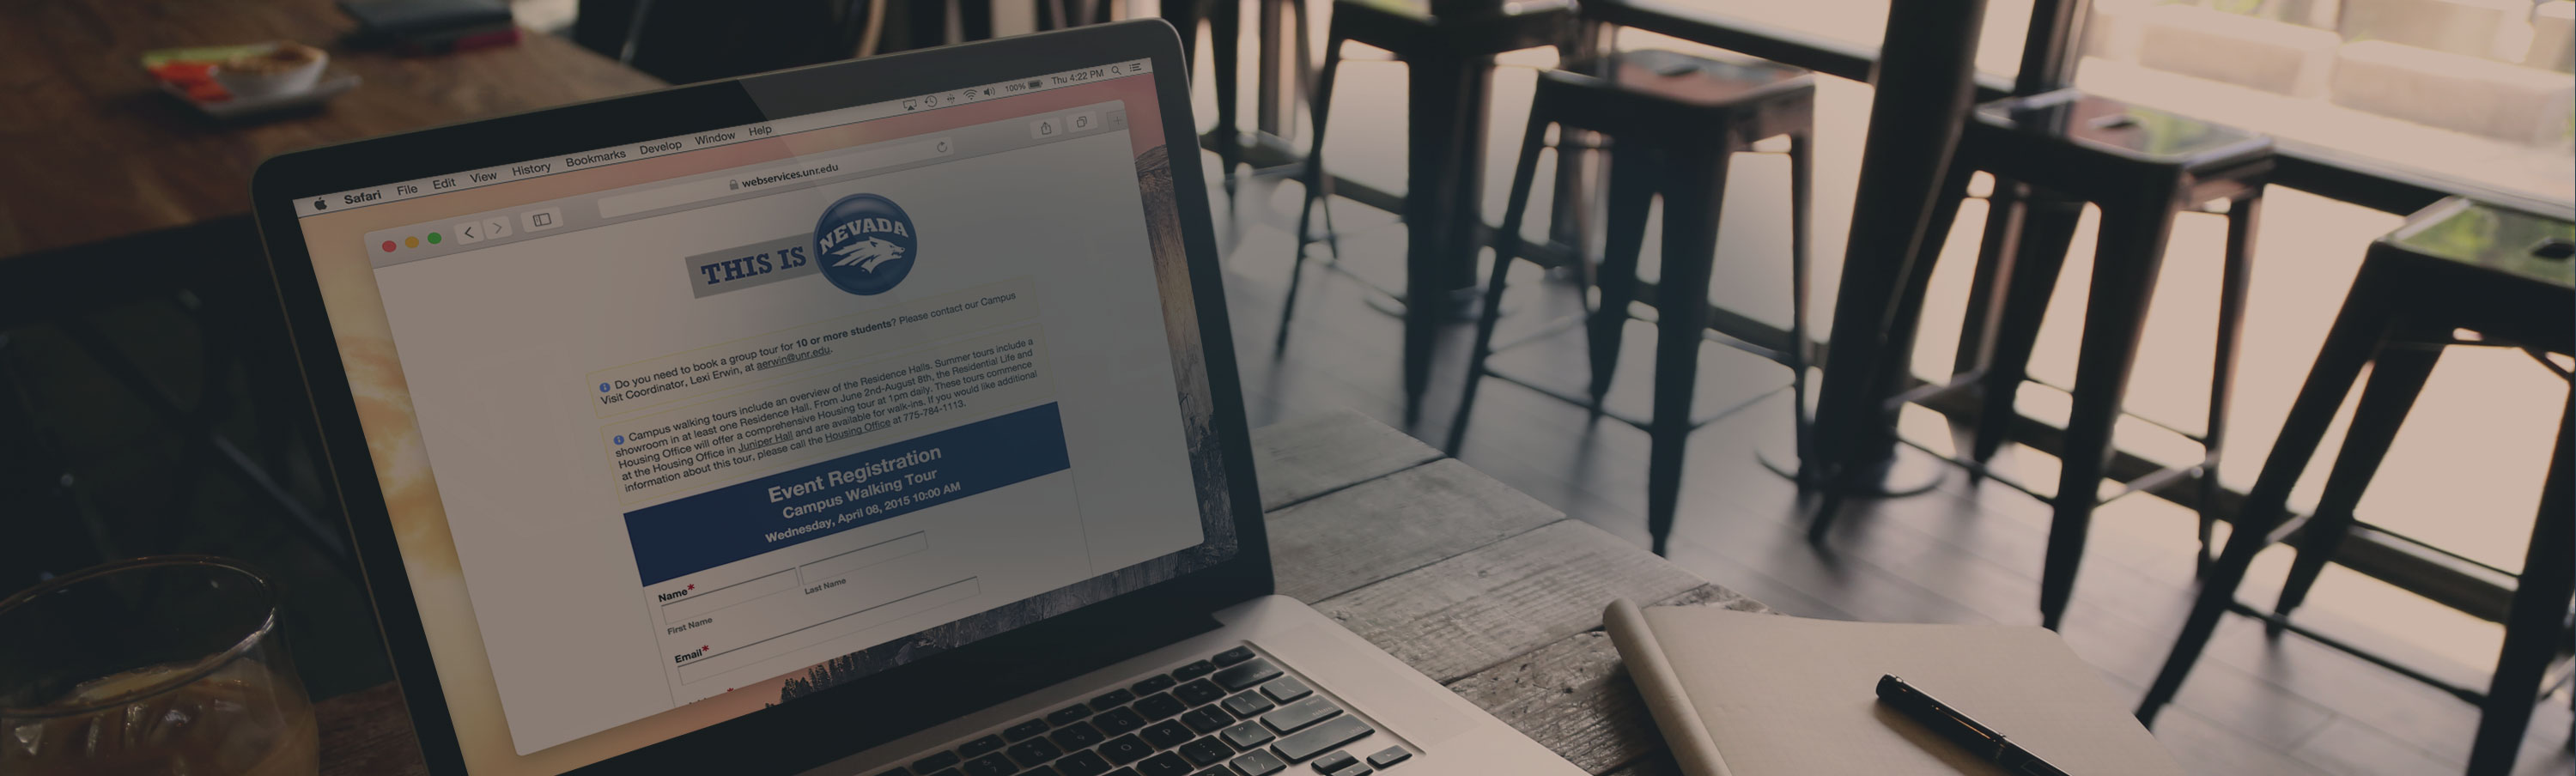 Safari File Edit View History Bookmarks Develop Window Help 100% Thu 4:22 PM
webservices.unr.edu
THIS IS NEVADA
Do you need to book a group tour for 10 or more students? Please contact our Campus
Visit Coordinator, Lexi Erwin, at aerwin@unr.edu.
Campus walking tours include an overview of the Residence Halls. Summer tours include a
showroom in at least one Residence Hall. From June 2nd-August 8th, the Residential Life and
Housing Office will offer a comprehensive Housing tour at 1pm daily. These tours commence
at the Housing Office in Juniper Hall and are available for walk-ins. If you would like additional
information about this tour, please call the Housing Office at 775-784-1113.
Event Registration
Campus Walking Tour
Wednesday, April 08, 2015 10:00 AM
Name*
First Name
Last Name
Email*